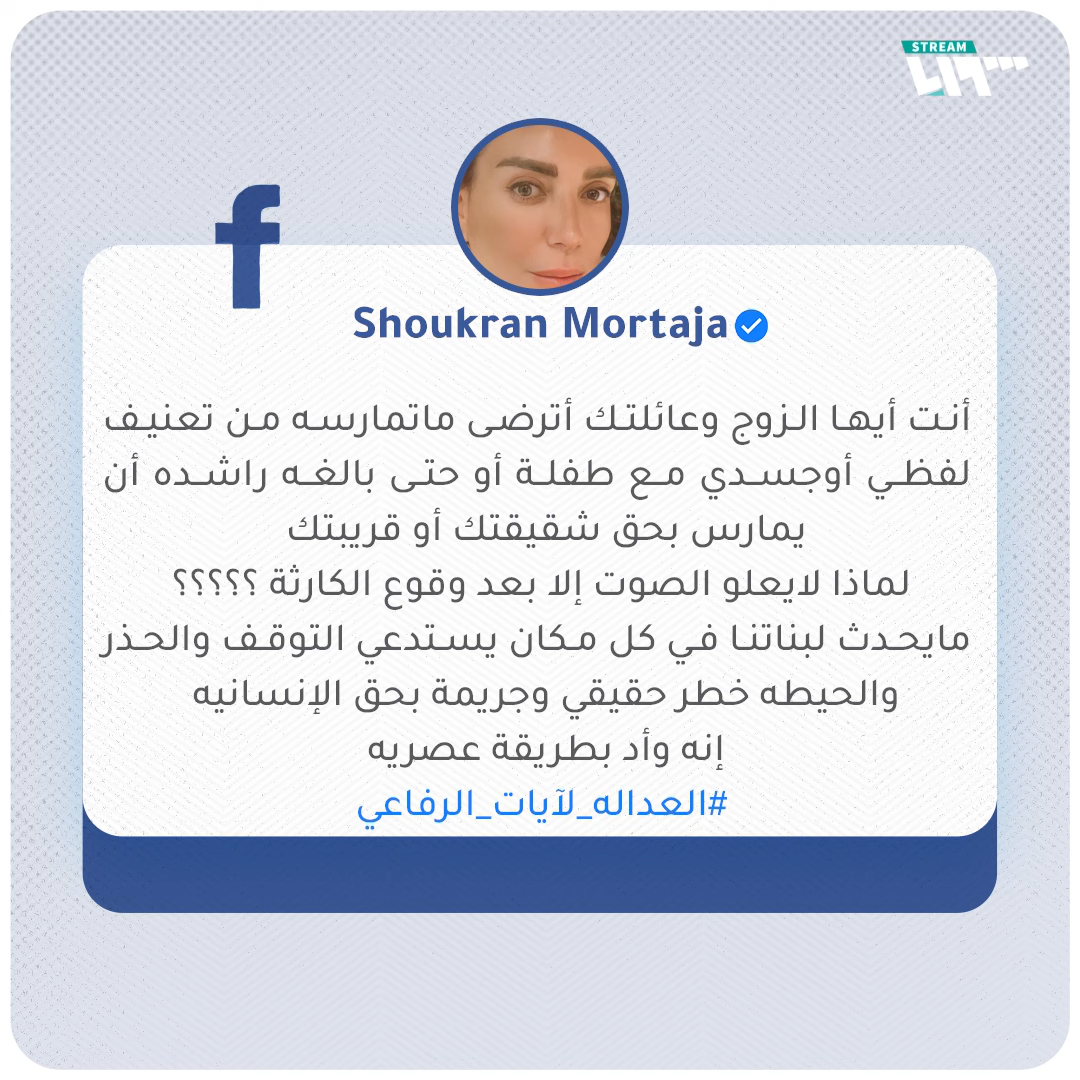 STREAM
LIT
Shoukran Mortaja
أنت أيها الزوج وعائلتك أترضى ماتمارسه من تعنيف
لفظي أوجسدي مع طفلة أو حتى بالغه راشده أن
يمارس بحق شقيقتك أو قريبتك
لماذا لايعلو الصوت إلا بعد وقوع الكارثة ؟؟؟؟؟
مايحدث لبناتنا في كل مكان يستدعي التوقف والحذر
والحيطه خطر حقيقي وجريمة بحق الإنسانيه
إنه وأد بطريقة عصريه
#العداله_لآيات_الرفاعي